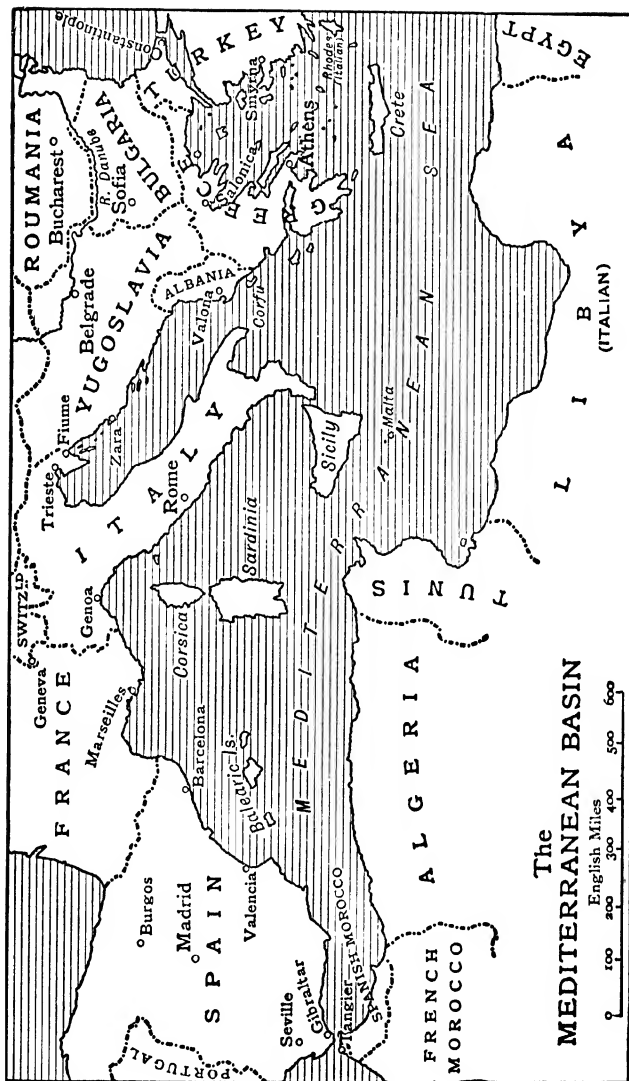 PORTUGAL
SPAIN
Burgos
Madrid
Valencia
Barcelona
Seville
Gibraltar
Tangier
SPANISH MOROCCO
FRENCH
MOROCCO
FRANCE
Marseilles
Geneva
SWITZLD
Genoa
ITALY
Rome
Trieste
Fiume
Zara
Corsica
Sardinia
Balearic Is.
Sicily
Malta
MEDITERRANEAN SEA
YUGOSLAVIA
Belgrade
ROUMANIA
Bucharest
R. Danube
BULGARIA
Sofia
ALBANIA
Valona
Corfu
GREECE
Salonica
Athens
TURKEY
Constantinople
Smyrna
Rhodes
(Italian)
Crete
ALGERIA
TUNIS
LIBYA
(ITALIAN)
EGYPT
The
MEDITERRANEAN BASIN
English Miles
0 100 200 300 400 500 600